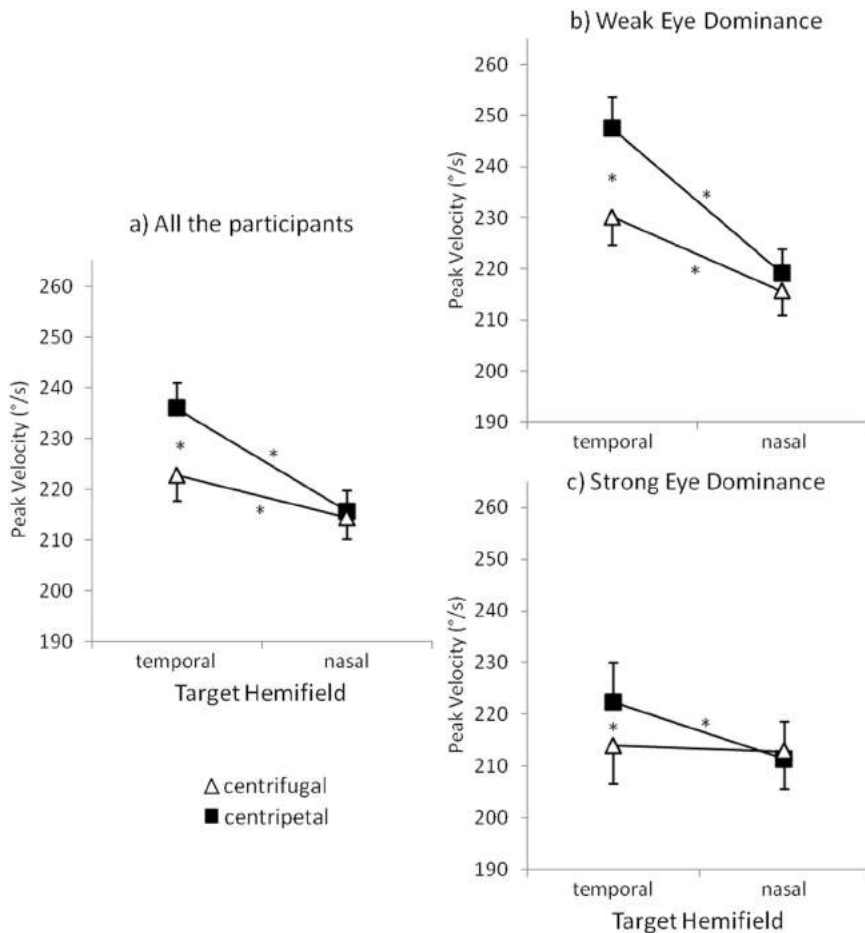 a) All the participants
Peak Velocity (°/s)
260
250
240
230
220
210
200
190
*
*
*
temporal
nasal
Target Hemifield
centrifugal
centripetal
b) Weak Eye Dominance
Peak Velocity (°/s)
260
250
240
230
220
210
200
190
*
*
*
temporal
nasal
c) Strong Eye Dominance
Peak Velocity (°/s)
260
250
240
230
220
210
200
190
*
*
temporal
nasal
Target Hemifield